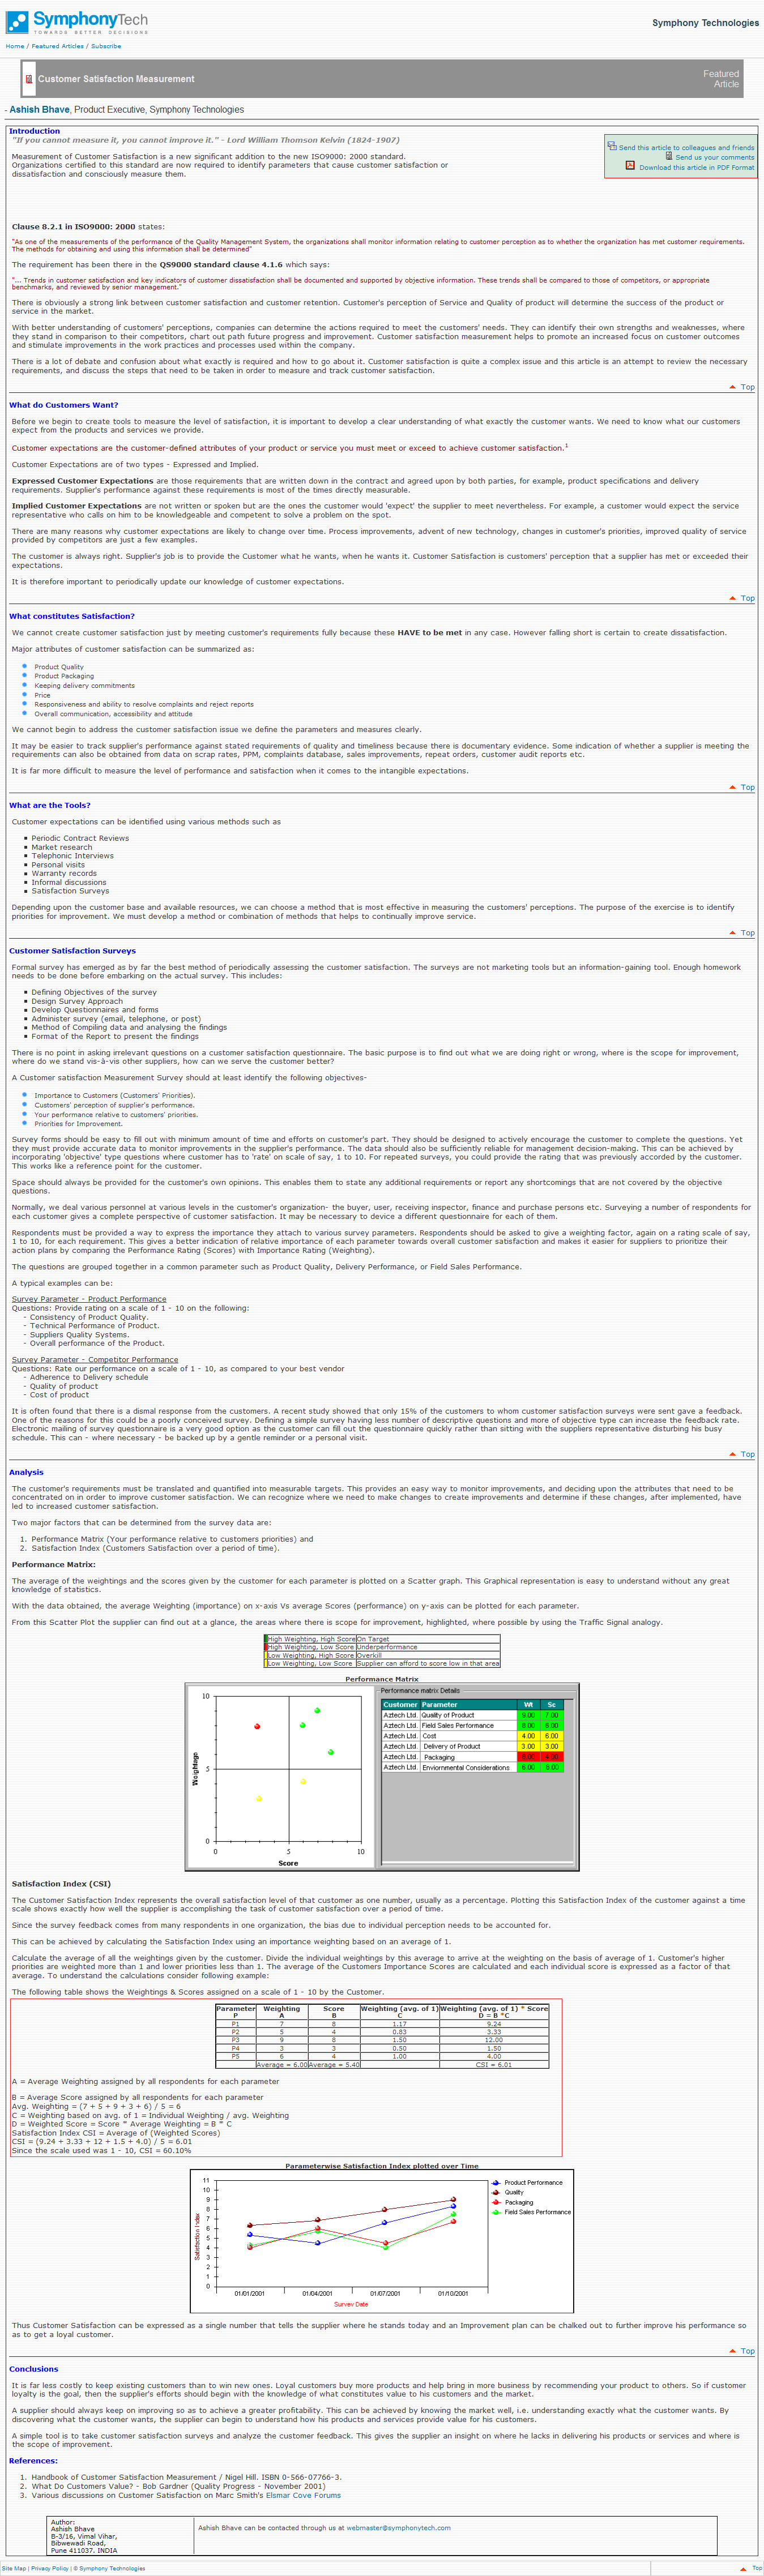 SymphonyTech
TOWARDS BETTER DECISIONS
Symphony Technologies
Home / Featured Articles / Subscribe
Customer Satisfaction Measurement
Featured
Article
- Ashish Bhave, Product Executive, Symphony Technologies
Introduction
"If you cannot measure it, you cannot improve it." - Lord William Thomson Kelvin (1824-1907)
Send this article to colleagues and friends
Send us your comments
Download this article in PDF Format
Measurement of Customer Satisfaction is a new significant addition to the new ISO9000: 2000 standard.
Organizations certified to this standard are now required to identify parameters that cause customer satisfaction or
dissatisfaction and consciously measure them.
Clause 8.2.1 in ISO9000: 2000 states:
"As one of the measurements of the performance of the Quality Management System, the organizations shall monitor information relating to customer perception as to whether the organization has met customer requirements.
The methods for obtaining and using this information shall be determined"
The requirement has been there in the QS9000 standard clause 4.1.6 which says:
"... Trends in customer satisfaction and key indicators of customer dissatisfaction shall be documented and supported by objective information. These trends shall be compared to those of competitors, or appropriate
benchmarks, and reviewed by senior management."
There is obviously a strong link between customer satisfaction and customer retention. Customer's perception of Service and Quality of product will determine the success of the product or
service in the market.
With better understanding of customers' perceptions, companies can determine the actions required to meet the customers' needs. They can identify their own strengths and weaknesses, where
they stand in comparison to their competitors, chart out path future progress and improvement. Customer satisfaction measurement helps to promote an increased focus on customer outcomes
and stimulate improvements in the work practices and processes used within the company.
There is a lot of debate and confusion about what exactly is required and how to go about it. Customer satisfaction is quite a complex issue and this article is an attempt to review the necessary
requirements, and discuss the steps that need to be taken in order to measure and track customer satisfaction.
Top
What do Customers Want?
Before we begin to create tools to measure the level of satisfaction, it is important to develop a clear understanding of what exactly the customer wants. We need to know what our customers
expect from the products and services we provide.
Customer expectations are the customer-defined attributes of your product or service you must meet or exceed to achieve customer satisfaction.1
Customer Expectations are of two types - Expressed and Implied.
Expressed Customer Expectations are those requirements that are written down in the contract and agreed upon by both parties, for example, product specifications and delivery
requirements. Supplier's performance against these requirements is most of the times directly measurable.
Implied Customer Expectations are not written or spoken but are the ones the customer would 'expect' the supplier to meet nevertheless. For example, a customer would expect the service
representative who calls on him to be knowledgeable and competent to solve a problem on the spot.
There are many reasons why customer expectations are likely to change over time. Process improvements, advent of new technology, changes in customer's priorities, improved quality of service
provided by competitors are just a few examples.
The customer is always right. Supplier's job is to provide the Customer what he wants, when he wants it. Customer Satisfaction is customers' perception that a supplier has met or exceeded their
expectations.
It is therefore important to periodically update our knowledge of customer expectations.
Top
What constitutes Satisfaction?
We cannot create customer satisfaction just by meeting customer's requirements fully because these HAVE to be met in any case. However falling short is certain to create dissatisfaction.
Major attributes of customer satisfaction can be summarized as:
Product Quality
Product Packaging
Keeping delivery commitments
Price
Responsiveness and ability to resolve complaints and reject reports
Overall communication, accessibility and attitude
We cannot begin to address the customer satisfaction issue we define the parameters and measures clearly.
It may be easier to track supplier's performance against stated requirements of quality and timeliness because there is documentary evidence. Some indication of whether a supplier is meeting the
requirements can also be obtained from data on scrap rates, PPM, complaints database, sales improvements, repeat orders, customer audit reports etc.
It is far more difficult to measure the level of performance and satisfaction when it comes to the intangible expectations.
Top
What are the Tools?
Customer expectations can be identified using various methods such as
Periodic Contract Reviews
Market research
Telephonic Interviews
Personal visits
Warranty records
Informal discussions
Satisfaction Surveys
Depending upon the customer base and available resources, we can choose a method that is most effective in measuring the customers' perceptions. The purpose of the exercise is to identify
priorities for improvement. We must develop a method or combination of methods that helps to continually improve service.
Top
Customer Satisfaction Surveys
Formal survey has emerged as by far the best method of periodically assessing the customer satisfaction. The surveys are not marketing tools but an information-gaining tool. Enough homework
needs to be done before embarking on the actual survey. This includes:
Defining Objectives of the survey
Design Survey Approach
Develop Questionnaires and forms
Administer survey (email, telephone, or post)
Method of Compiling data and analysing the findings
Format of the Report to present the findings
There is no point in asking irrelevant questions on a customer satisfaction questionnaire. The basic purpose is to find out what we are doing right or wrong, where is the scope for improvement,
where do we stand vis-à-vis other suppliers, how can we serve the customer better?
A Customer satisfaction Measurement Survey should at least identify the following objectives-
Importance to Customers (Customers' Priorities).
Customers' perception of supplier's performance.
Your performance relative to customers' priorities.
Priorities for Improvement.
Survey forms should be easy to fill out with minimum amount of time and efforts on customer's part. They should be designed to actively encourage the customer to complete the questions. Yet
they must provide accurate data to monitor improvements in the supplier's performance. The data should also be sufficiently reliable for management decision-making. This can be achieved by
incorporating 'objective' type questions where customer has to 'rate' on scale of say, 1 to 10. For repeated surveys, you could provide the rating that was previously accorded by the customer.
This works like a reference point for the customer.
Space should always be provided for the customer's own opinions. This enables them to state any additional requirements or report any shortcomings that are not covered by the objective
questions.
Normally, we deal various personnel at various levels in the customer's organization- the buyer, user, receiving inspector, finance and purchase persons etc. Surveying a number of respondents for
each customer gives a complete perspective of customer satisfaction. It may be necessary to device a different questionnaire for each of them.
Respondents must be provided a way to express the importance they attach to various survey parameters. Respondents should be asked to give a weighting factor, again on a rating scale of say,
1 to 10, for each requirement. This gives a better indication of relative importance of each parameter towards overall customer satisfaction and makes it easier for suppliers to prioritize their
action plans by comparing the Performance Rating (Scores) with Importance Rating (Weighting).
The questions are grouped together in a common parameter such as Product Quality, Delivery Performance, or Field Sales Performance.
A typical examples can be:
Survey Parameter - Product Performance
Questions: Provide rating on a scale of 1 - 10 on the following:
- Consistency of Product Quality.
- Technical Performance of Product.
- Suppliers Quality Systems.
- Overall performance of the Product.
Survey Parameter - Competitor Performance
Questions: Rate our performance on a scale of 1 - 10, as compared to your best vendor
- Adherence to Delivery schedule
- Quality of product
- Cost of product
It is often found that there is a dismal response from the customers. A recent study showed that only 15% of the customers to whom customer satisfaction surveys were sent gave a feedback.
One of the reasons for this could be a poorly conceived survey. Defining a simple survey having less number of descriptive questions and more of objective type can increase the feedback rate.
Electronic mailing of survey questionnaire is a very good option as the customer can fill out the questionnaire quickly rather than sitting with the suppliers representative disturbing his busy
schedule. This can - where necessary - be backed up by a gentle reminder or a personal visit.
Top
Analysis
The customer's requirements must be translated and quantified into measurable targets. This provides an easy way to monitor improvements, and deciding upon the attributes that need to be
concentrated on in order to improve customer satisfaction. We can recognize where we need to make changes to create improvements and determine if these changes, after implemented, have
led to increased customer satisfaction.
Two major factors that can be determined from the survey data are:
1. Performance Matrix (Your performance relative to customers priorities) and
2. Satisfaction Index (Customers Satisfaction over a period of time).
Performance Matrix:
The average of the weightings and the scores given by the customer for each parameter is plotted on a Scatter graph. This Graphical representation is easy to understand without any great
knowledge of statistics.
With the data obtained, the average Weighting (importance) on x-axis Vs average Scores (performance) on y-axis can be plotted for each parameter.
From this Scatter Plot the supplier can find out at a glance, the areas where there is scope for improvement, highlighted, where possible by using the Traffic Signal analogy.
High Weighting, High Score On Target
High Weighting, Low Score Underperformance
Low Weighting, High Score Overkill
Low Weighting, Low Score Supplier can afford to score low in that area
Performance Matrix
Performance matrix Details
Customer Parameter Wt Sc
Aztech Ltd. Quality of Product 9.00 7.00
Aztech Ltd. Field Sales Performance 8.00 6.00
Aztech Ltd. Cost 4.00 6.00
Aztech Ltd. Delivery of Product 3.00 3.00
Aztech Ltd. Packaging
Aztech Ltd. Enviornmental Considerations 6.00 8.00
10
5
0
Weightage
0 5 10
Score
Satisfaction Index (CSI)
The Customer Satisfaction Index represents the overall satisfaction level of that customer as one number, usually as a percentage. Plotting this Satisfaction Index of the customer against a time
scale shows exactly how well the supplier is accomplishing the task of customer satisfaction over a period of time.
Since the survey feedback comes from many respondents in one organization, the bias due to individual perception needs to be accounted for.
This can be achieved by calculating the Satisfaction Index using an importance weighting based on an average of 1.
Calculate the average of all the weightings given by the customer. Divide the individual weightings by this average to arrive at the weighting on the basis of average of 1. Customer's higher
priorities are weighted more than 1 and lower priorities less than 1. The average of the Customers Importance Scores are calculated and each individual score is expressed as a factor of that
average. To understand the calculations consider following example:
The following table shows the Weightings & Scores assigned on a scale of 1 - 10 by the Customer.
Parameter Weighting Score Weighting (avg. of 1) Weighting (avg. of 1) * Score
P A B C D = B *C
P1 7 8 1.17 9.24
P2 5 4 0.83 3.33
P3 9 8 1.50 12.00
P4 3 3 0.50 1.50
P5 6 4 1.00 4.00
Average = 6.00 Average = 5.40 CSI = 6.01
A = Average Weighting assigned by all respondents for each parameter
B = Average Score assigned by all respondents for each parameter
Avg. Weighting = (7 + 5 + 9 + 3 + 6) / 5 = 6
C = Weighting based on avg. of 1 = Individual Weighting / avg. Weighting
D = Weighted Score = Score * Average Weighting = B * C
Satisfaction Index CSI = Average of (Weighted Scores)
CSI = (9.24 + 3.33 + 12 + 1.5 + 4.0) / 5 = 6.01
Since the scale used was 1 - 10, CSI = 60.10%
Parameterwise Satisfaction Index plotted over Time
11
10
9
8
7
6
5
4
3
2
1
0
Satisfaction Index
01/01/2001 01/04/2001 01/07/2001 01/10/2001
Survey Date
Product Performance
Quality
Packaging
Field Sales Performance
Thus Customer Satisfaction can be expressed as a single number that tells the supplier where he stands today and an Improvement plan can be chalked out to further improve his performance so
as to get a loyal customer.
Top
Conclusions
It is far less costly to keep existing customers than to win new ones. Loyal customers buy more products and help bring in more business by recommending your product to others. So if customer
loyalty is the goal, then the supplier's efforts should begin with the knowledge of what constitutes value to his customers and the market.
A supplier should always keep on improving so as to achieve a greater profitability. This can be achieved by knowing the market well, i.e. understanding exactly what the customer wants. By
discovering what the customer wants, the supplier can begin to understand how his products and services provide value for his customers.
A simple tool is to take customer satisfaction surveys and analyze the customer feedback. This gives the supplier an insight on where he lacks in delivering his products or services and where is
the scope of improvement.
References:
1. Handbook of Customer Satisfaction Measurement / Nigel Hill. ISBN 0-566-07766-3.
2. What Do Customers Value? - Bob Gardner (Quality Progress - November 2001)
3. Various discussions on Customer Satisfaction on Marc Smith's Elsmar Cove Forums
Author:
Ashish Bhave
B-3/16, Vimal Vihar,
Bibwewadi Road,
Pune 411037. INDIA
Ashish Bhave can be contacted through us at webmaster@symphonytech.com
Site Map | Privacy Policy | © Symphony Technologies
Top